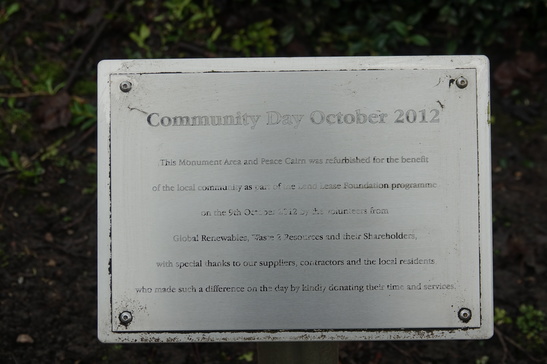 Community Day October 2012
This Monument Area and Peace Cairn was refurbished for the benefit
of the local community as part of the Lend Lease Foundation programme
on the 9th October 2012 by the volunteers from
Global Renewables, Waste 2 Resources and their Shareholders,
with special thanks to our suppliers, contractors and the local residents
who made such a difference on the day by kindly donating their time and services.